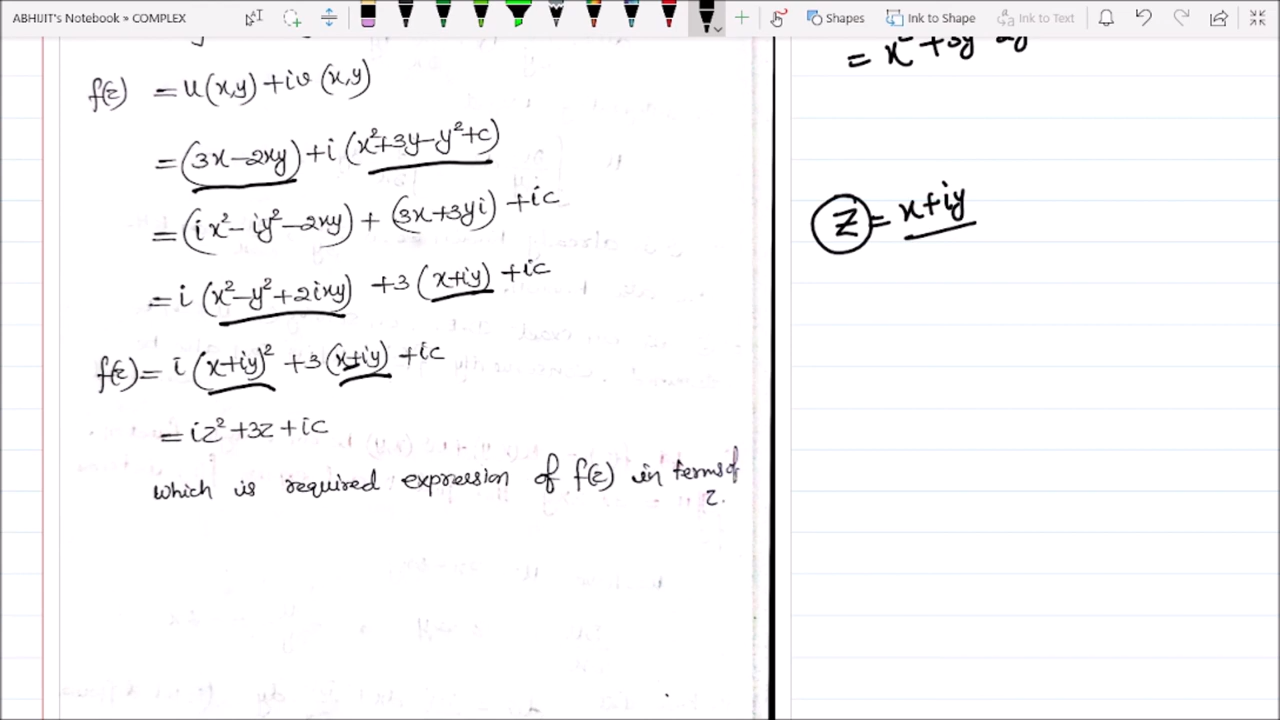 ABHIJIT's Notebook » COMPLEX
Shapes
Ink to Shape
Ink to Text
f(z) = u(x,y) + iv(x,y)
= (3x-2xy) + i (x²+3y-y²+c)
= (ix² - iy² - 2xy) + (3x+3yi) + ic
= i (x²-y²+2ixy) + 3 (x+iy) + ic
f(z) = i (x+iy)² + 3 (x+iy) + ic
= iz² + 3z + ic
which is required expression of f(z) in terms of
z.
z = x+iy